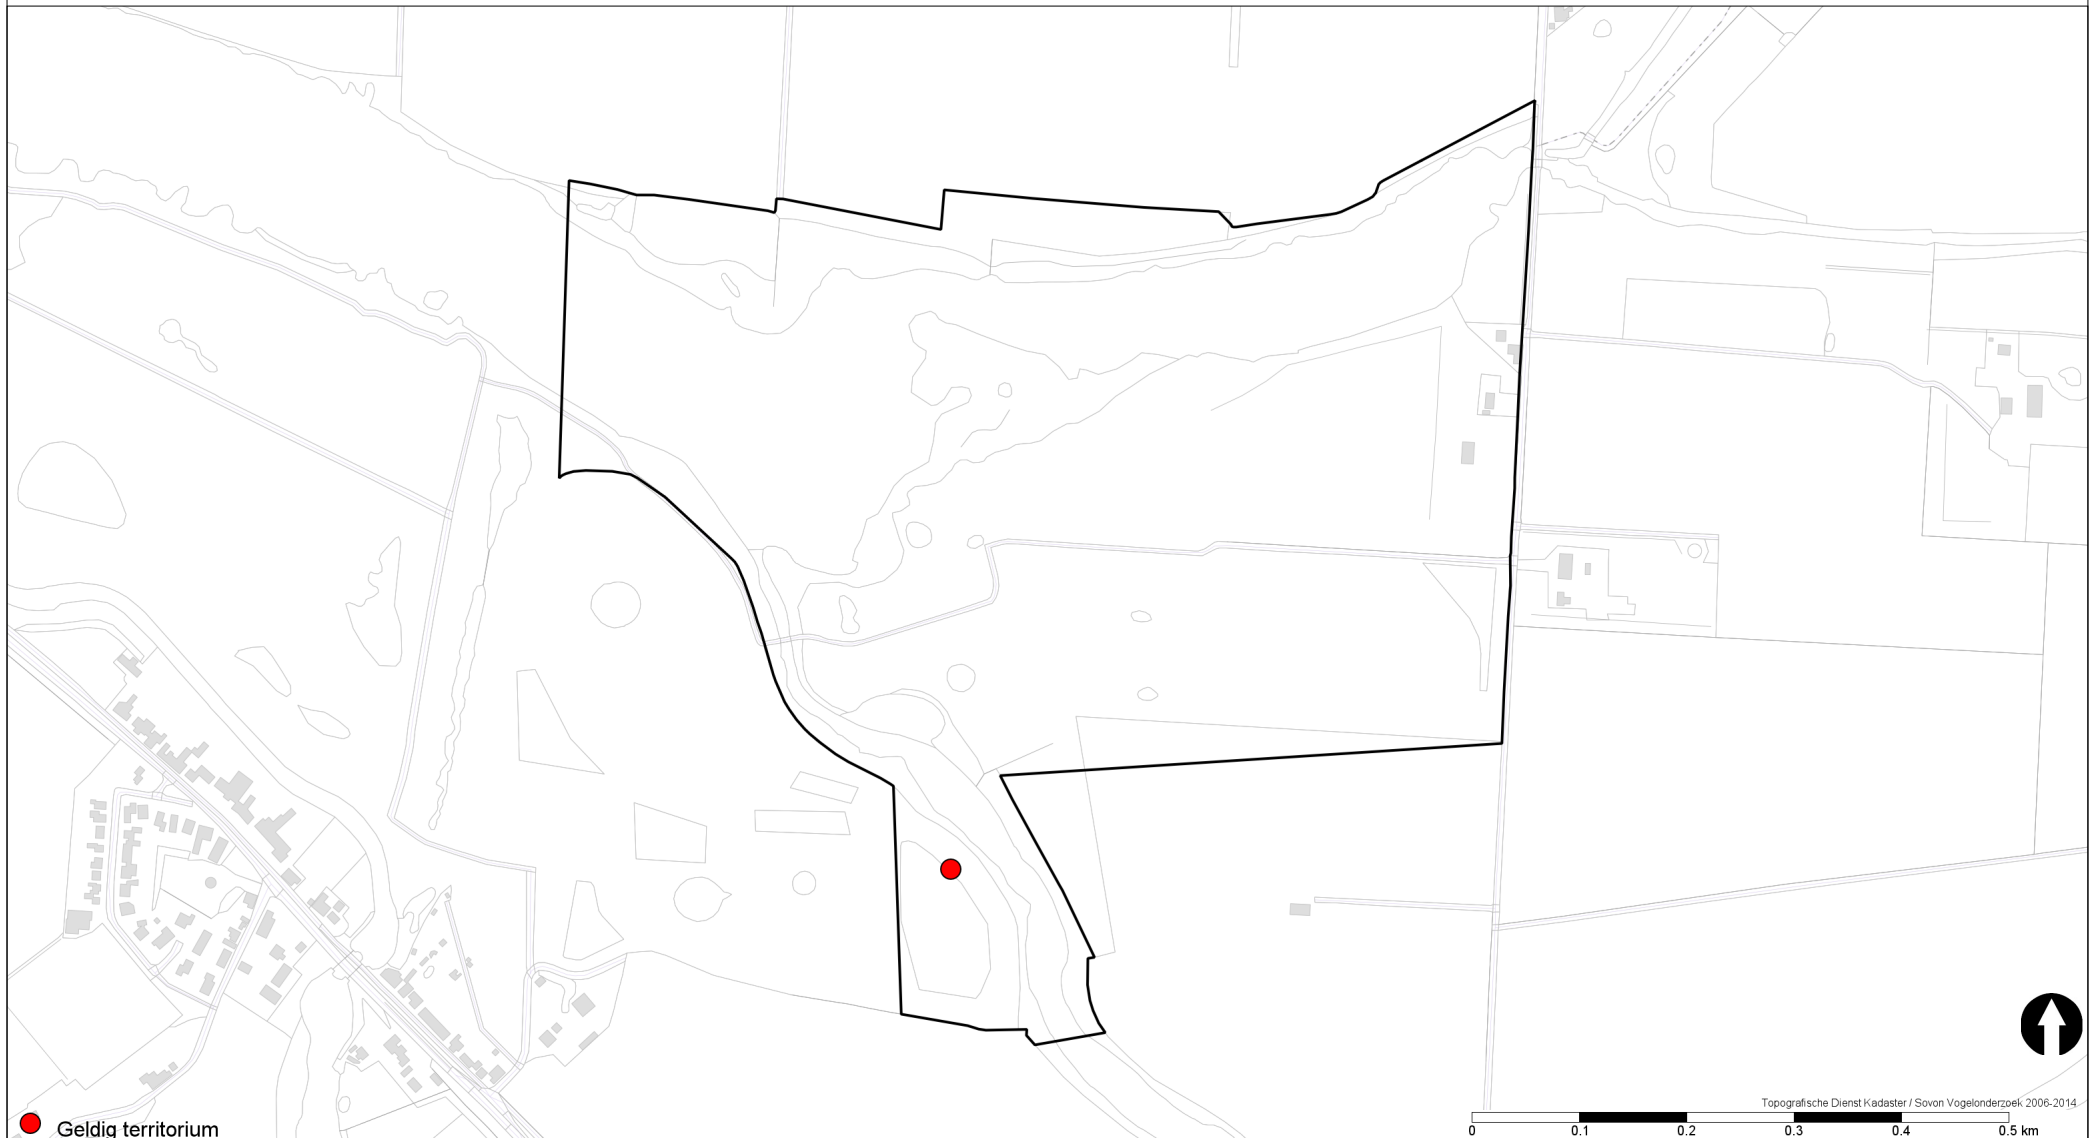 Topografische Dienst Kadaster / Sovon Vogelonderzoek 2006-2014
0 0.1 0.2 0.3 0.4 0.5 km
Geldig territorium